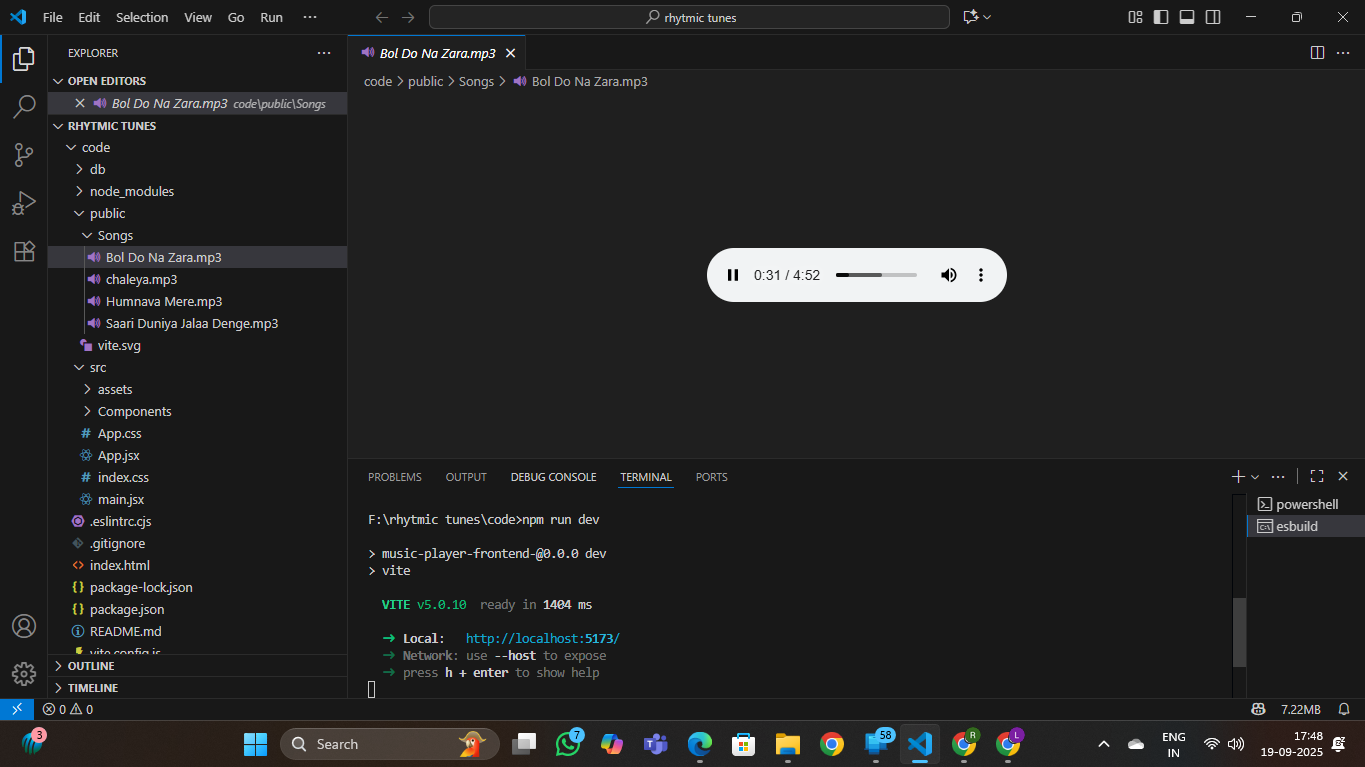 File Edit Selection View Go Run ···
rhytmic tunes
EXPLORER
OPEN EDITORS
Bol Do Na Zara.mp3 code\public\Songs
RHYTMIC TUNES
code
db
node_modules
public
Songs
Bol Do Na Zara.mp3
chaleya.mp3
Humnava Mere.mp3
Saari Duniya Jalaa Denge.mp3
vite.svg
src
assets
Components
App.css
App.jsx
index.css
main.jsx
.eslintrc.cjs
.gitignore
index.html
package-lock.json
package.json
README.md
vite.config.js
OUTLINE
TIMELINE
Bol Do Na Zara.mp3
code > public > Songs > Bol Do Na Zara.mp3
0:31 / 4:52
PROBLEMS OUTPUT DEBUG CONSOLE TERMINAL PORTS
F:\rhytmic tunes\code>npm run dev
> music-player-frontend-@0.0.0 dev
> vite
VITE v5.0.10 ready in 1404 ms
➜ Local: http://localhost:5173/
➜ Network: use --host to expose
➜ press h + enter to show help
powershell
esbuild
0 0
7.22MB
3
Search
7
58
R
L
ENG
IN
17:48
19-09-2025